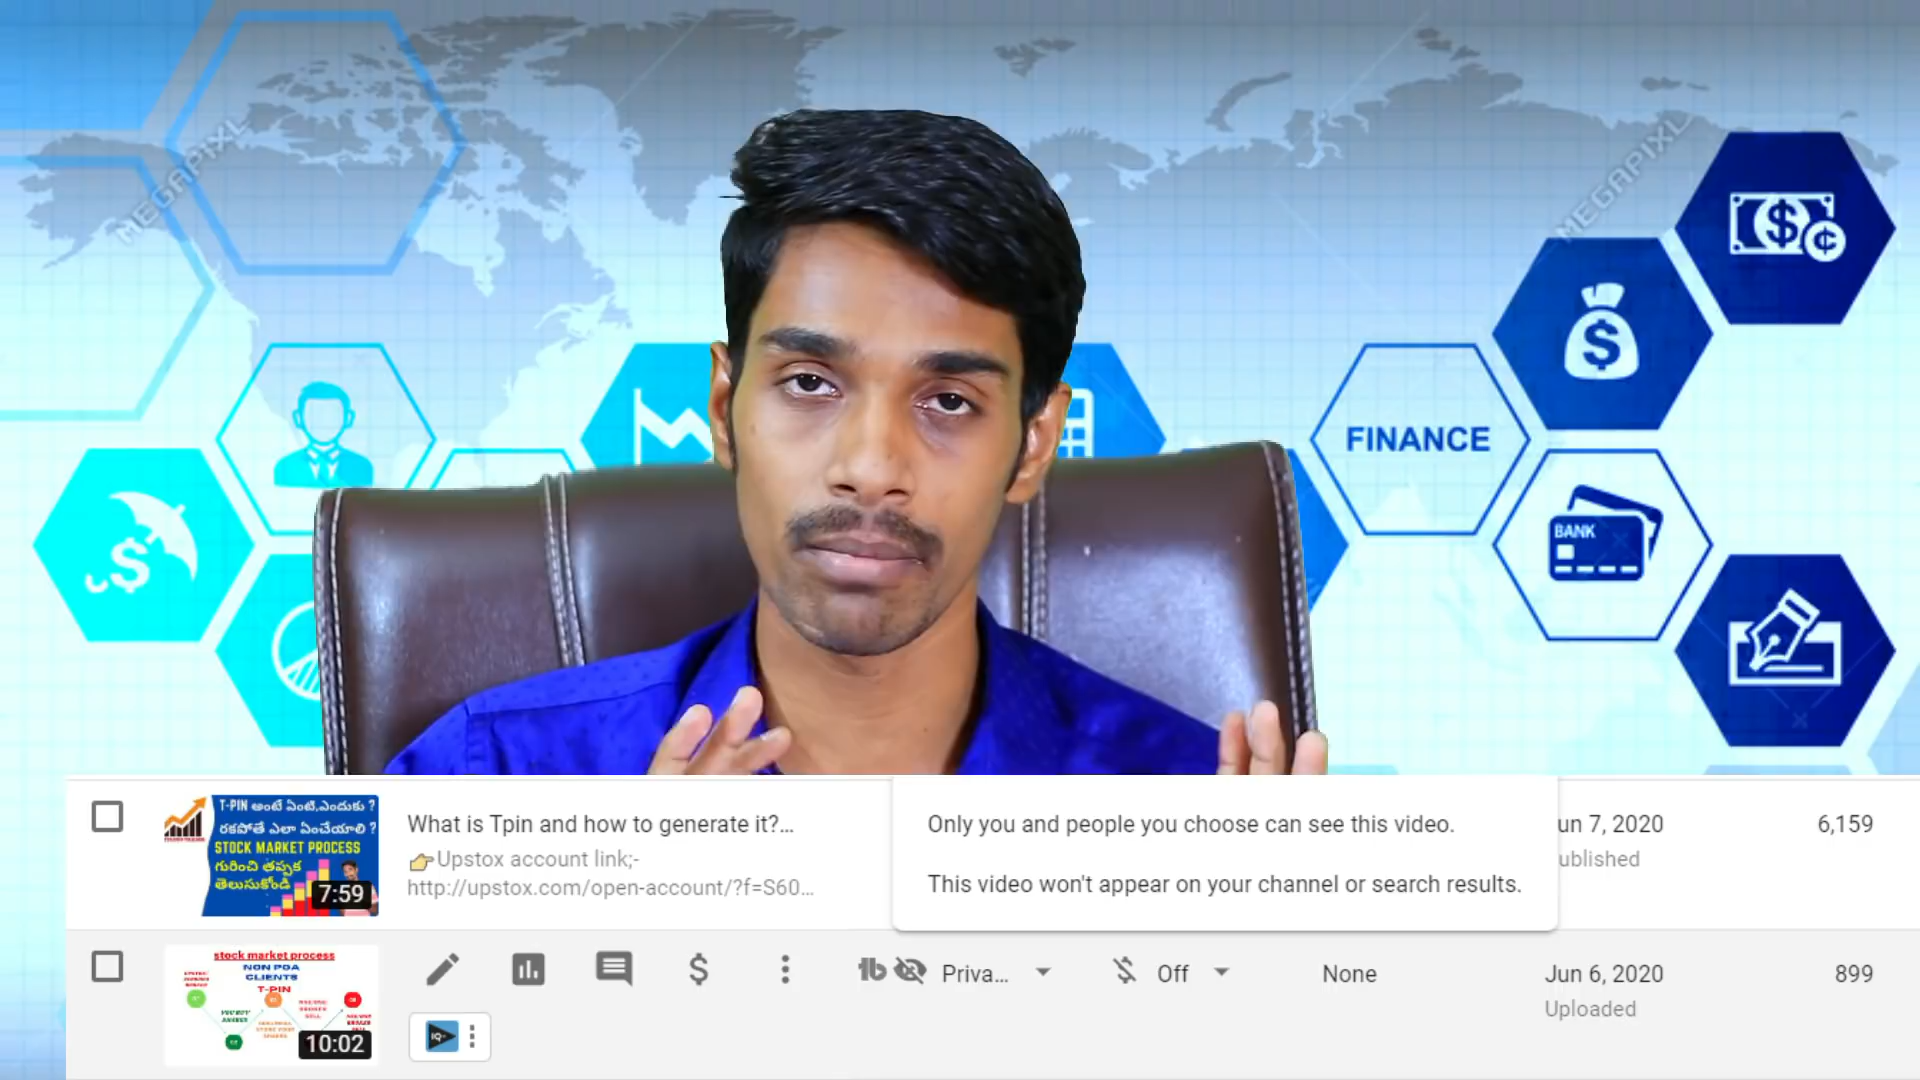 MEGAPIXL
MEGAPIXL
FINANCE
BANK
T-PIN అంటే ఏంటి,ఎందుకు ?
రకపోతే ఎలా ఏంచేయాలి ?
STOCK MARKET PROCESS
గురించి తప్పక
తెలుసుకోండి
7:59
What is Tpin and how to generate it?...
👉Upstox account link;-
http://upstox.com/open-account/?f=S60...
Only you and people you choose can see this video.
This video won't appear on your channel or search results.
un 7, 2020
ublished
6,159
stock market process
NON POA
CLIENTS
T-PIN
10:02
Priva...
Off
None
Jun 6, 2020
Uploaded
899